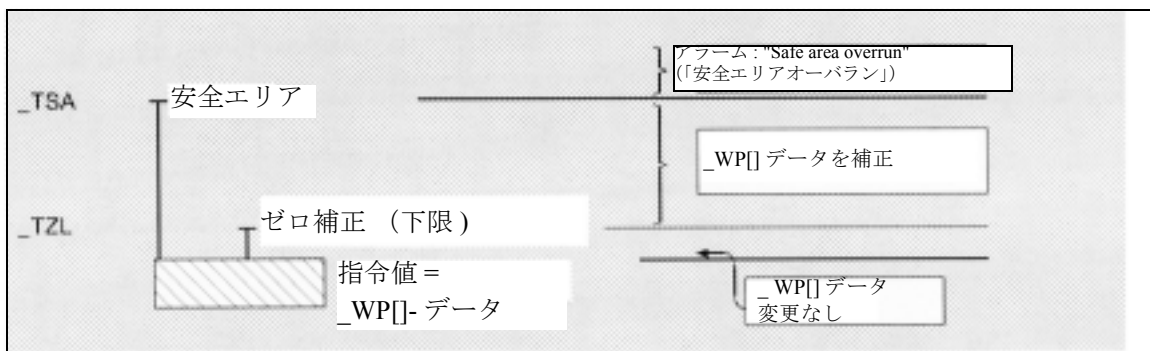 アラーム : "Safe area overrun"
(「安全エリアオーバラン」)
_TSA
安全エリア
_WP[] データを補正
_TZL
ゼロ補正 (下限 )
指令値 =
_WP[]- データ
_ WP[] データ
変更なし